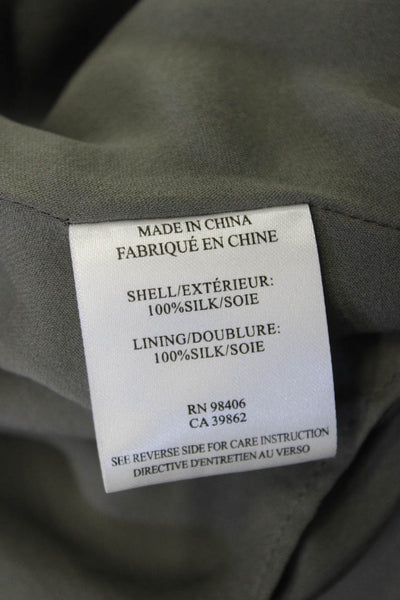 MADE IN CHINA
FABRIQUÉ EN CHINE
SHELL/EXTÉRIEUR:
100%SILK/SOIE
LINING/DOUBLURE:
100%SILK/SOIE
RN 98406
CA 39862
SEE REVERSE SIDE FOR CARE INSTRUCTION
DIRECTIVE D'ENTRETIEN AU VERSO